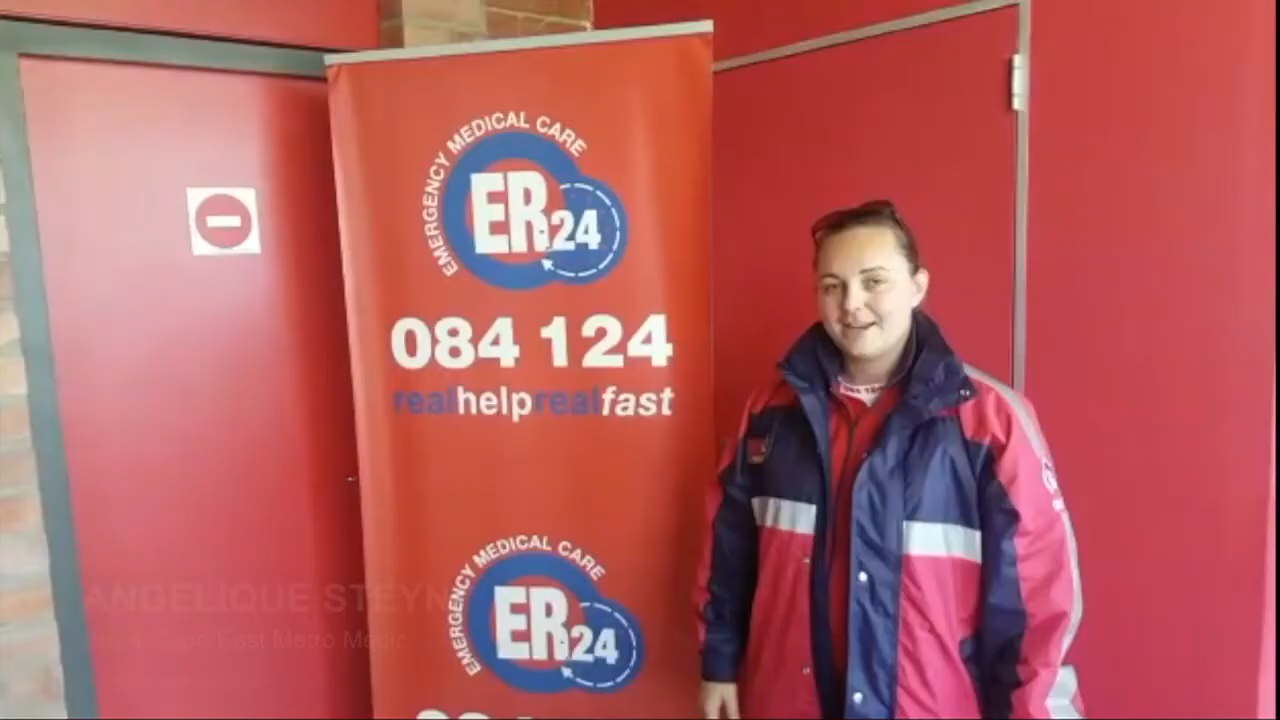 EMERGENCY MEDICAL CARE
ER24
084 124
realhelprealfast
EMERGENCY MEDICAL CARE
ER24
ANGELIQUE STEYN
East Metro Medic